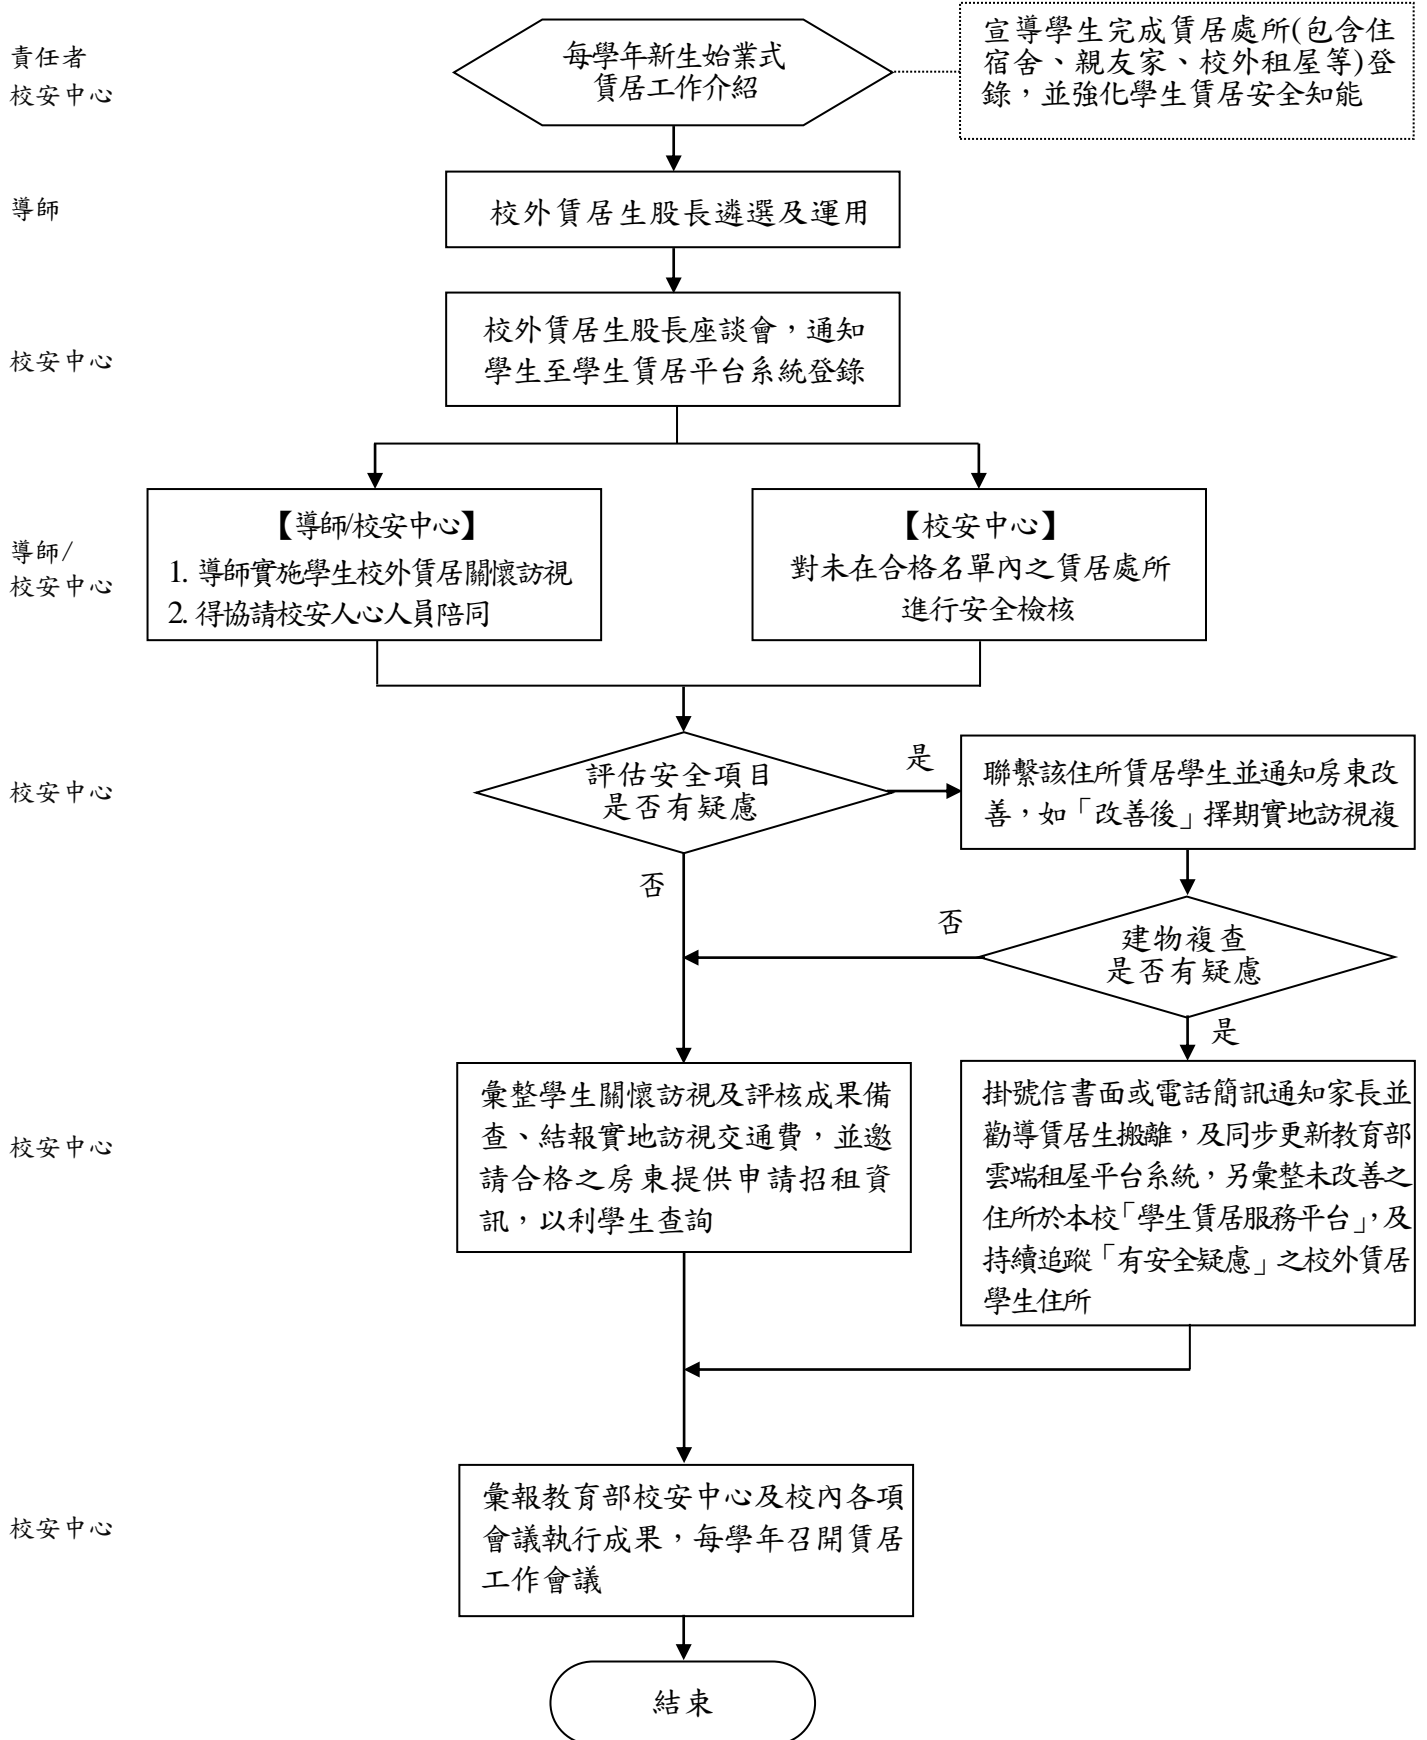 責任者
校安中心
每學年新生始業式
賃居工作介紹
宣導學生完成賃居處所(包含住
宿舍、親友家、校外租屋等)登
錄，並強化學生賃居安全知能
導師
校外賃居生股長遴選及運用
校安中心
校外賃居生股長座談會，通知
學生至學生賃居平台系統登錄
導師/
校安中心
【導師/校安中心】
1. 導師實施學生校外賃居關懷訪視
2. 得協請校安人心人員陪同
【校安中心】
對未在合格名單內之賃居處所
進行安全檢核
校安中心
評估安全項目
是否有疑慮
是
聯繫該住所賃居學生並通知房東改
善，如「改善後」擇期實地訪視複
否
否
建物複查
是否有疑慮
是
校安中心
彙整學生關懷訪視及評核成果備
查、結報實地訪視交通費，並邀
請合格之房東提供申請招租資
訊，以利學生查詢
掛號信書面或電話簡訊通知家長並
勸導賃居生搬離，及同步更新教育部
雲端租屋平台系統，另彙整未改善之
住所於本校「學生賃居服務平台」，及
持續追蹤「有安全疑慮」之校外賃居
學生住所
校安中心
彙報教育部校安中心及校內各項
會議執行成果，每學年召開賃居
工作會議
結束